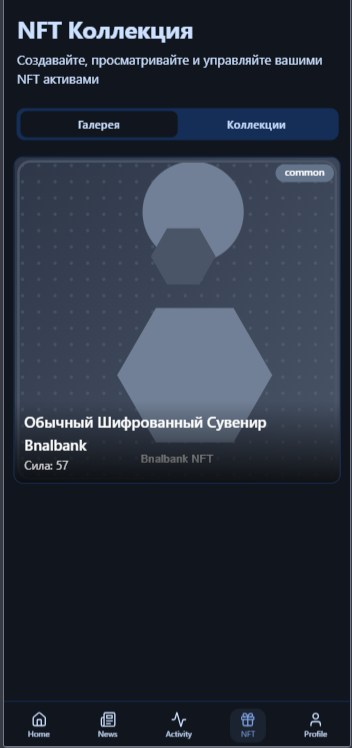 NFT Коллекция
Создавайте, просматривайте и управляйте вашими
NFT активами
Галерея
Коллекции
common
Обычный Шифрованный Сувенир
Bnalbank
Bnalbank NFT
Сила: 57
Home
News
Activity
NFT
Profile